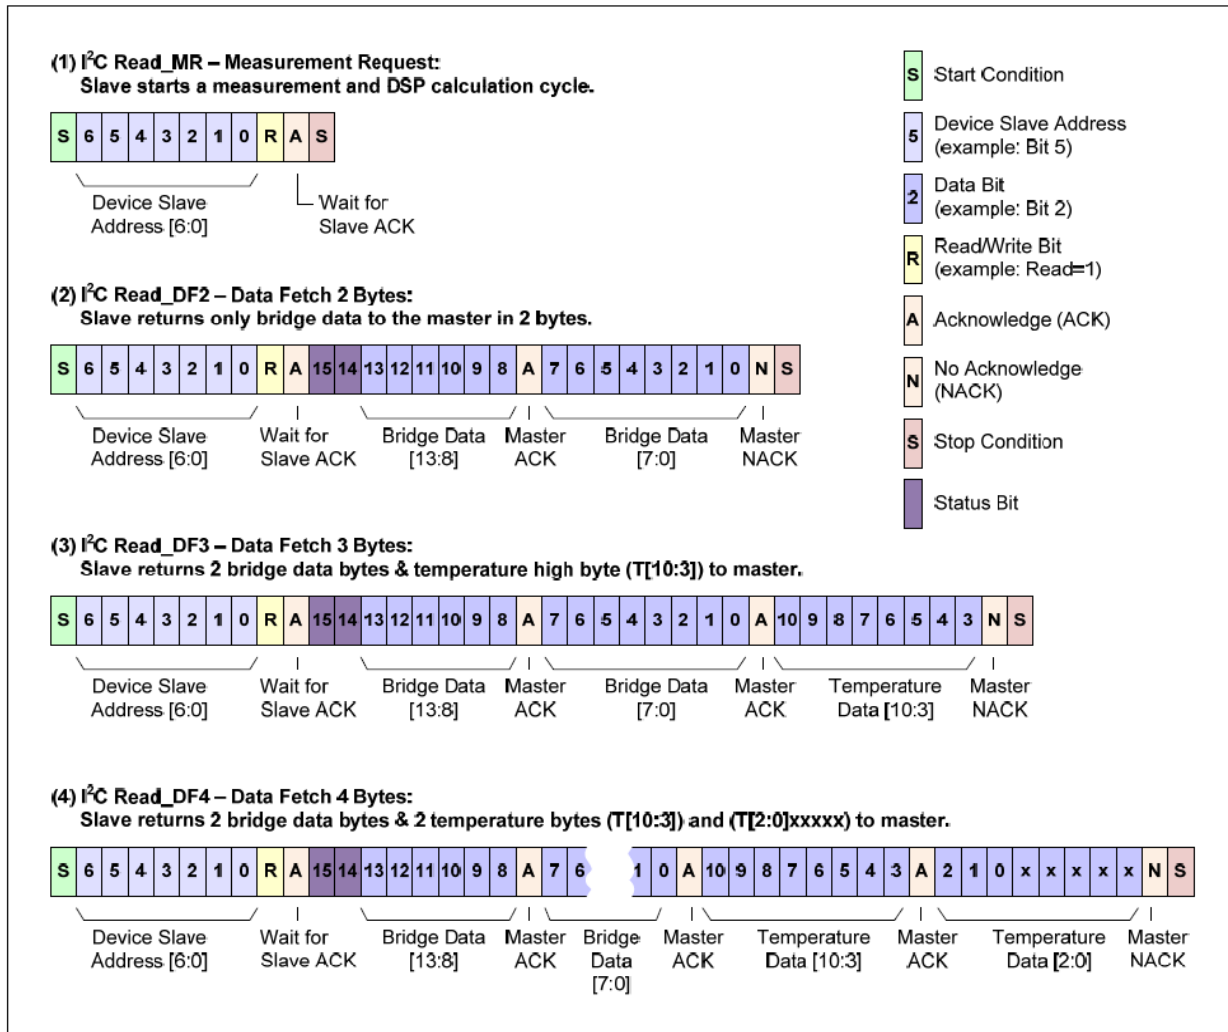 (1) I²C Read_MR – Measurement Request:
Slave starts a measurement and DSP calculation cycle.
S 6 5 4 3 2 1 0 R A S
Device Slave
Address [6:0]
Wait for
Slave ACK
(2) I²C Read_DF2 – Data Fetch 2 Bytes:
Slave returns only bridge data to the master in 2 bytes.
S 6 5 4 3 2 1 0 R A 15 14 13 12 11 10 9 8 A 7 6 5 4 3 2 1 0 N S
Device Slave
Address [6:0]
Wait for
Slave ACK
Bridge Data
[13:8]
Master
ACK
Bridge Data
[7:0]
Master
NACK
(3) I²C Read_DF3 – Data Fetch 3 Bytes:
Slave returns 2 bridge data bytes & temperature high byte (T[10:3]) to master.
S 6 5 4 3 2 1 0 R A 15 14 13 12 11 10 9 8 A 7 6 5 4 3 2 1 0 A 10 9 8 7 6 5 4 3 N S
Device Slave
Address [6:0]
Wait for
Slave ACK
Bridge Data
[13:8]
Master
ACK
Bridge Data
[7:0]
Master
ACK
Temperature
Data [10:3]
Master
NACK
(4) I²C Read_DF4 – Data Fetch 4 Bytes:
Slave returns 2 bridge data bytes & 2 temperature bytes (T[10:3]) and (T[2:0]xxxxx) to master.
S 6 5 4 3 2 1 0 R A 15 14 13 12 11 10 9 8 A 7 6 1 0 A 10 9 8 7 6 5 4 3 A 2 1 0 x x x x x N S
Device Slave
Address [6:0]
Wait for
Slave ACK
Bridge Data
[13:8]
Master
ACK
Bridge
Data
[7:0]
Master
ACK
Temperature
Data [10:3]
Master
ACK
Temperature
Data [2:0]
Master
NACK
S Start Condition
5 Device Slave Address
(example: Bit 5)
2 Data Bit
(example: Bit 2)
R Read/Write Bit
(example: Read=1)
A Acknowledge (ACK)
N No Acknowledge
(NACK)
S Stop Condition
Status Bit